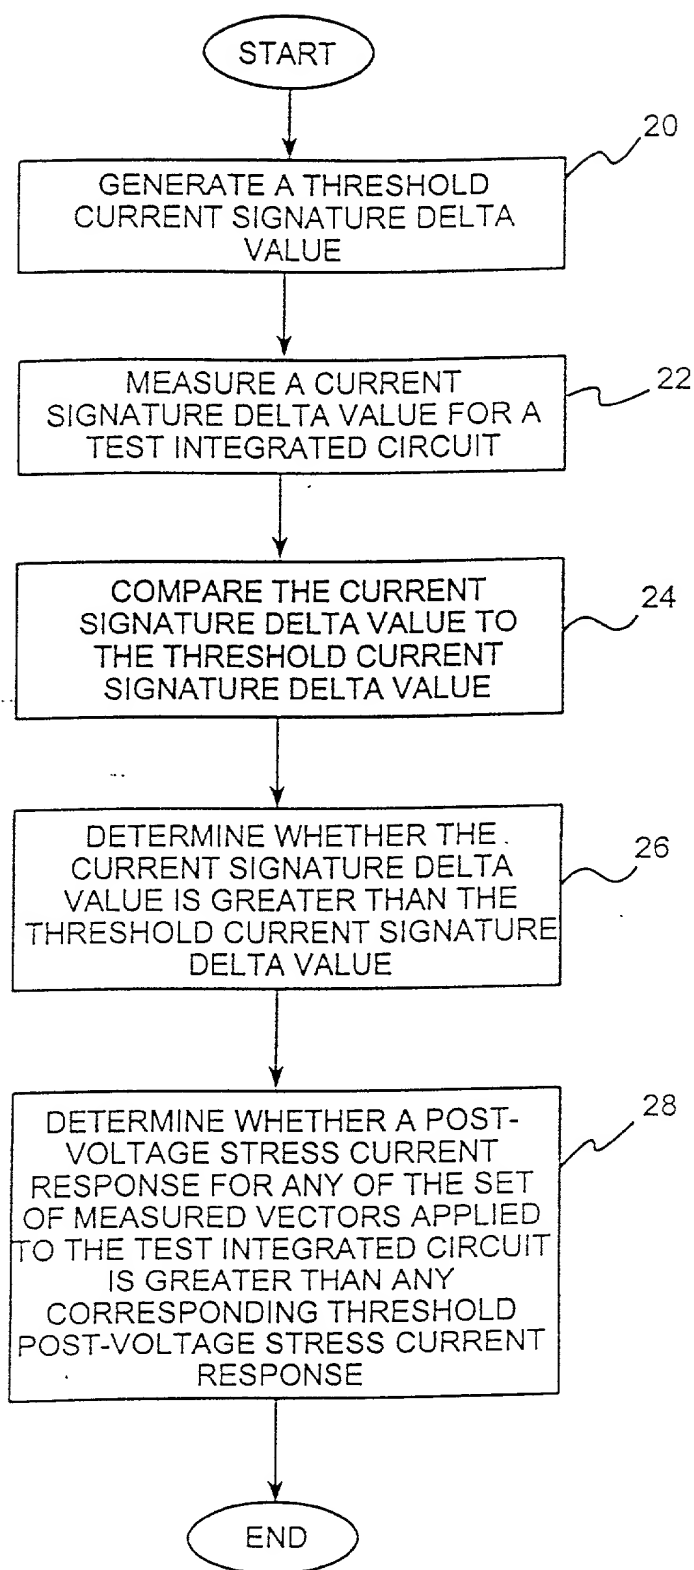 START
20
GENERATE A THRESHOLD
CURRENT SIGNATURE DELTA
VALUE
22
MEASURE A CURRENT
SIGNATURE DELTA VALUE FOR A
TEST INTEGRATED CIRCUIT
24
COMPARE THE CURRENT
SIGNATURE DELTA VALUE TO
THE THRESHOLD CURRENT
SIGNATURE DELTA VALUE
26
DETERMINE WHETHER THE
CURRENT SIGNATURE DELTA
VALUE IS GREATER THAN THE
THRESHOLD CURRENT SIGNATURE
DELTA VALUE
28
DETERMINE WHETHER A POST-
VOLTAGE STRESS CURRENT
RESPONSE FOR ANY OF THE SET
OF MEASURED VECTORS APPLIED
TO THE TEST INTEGRATED CIRCUIT
IS GREATER THAN ANY
CORRESPONDING THRESHOLD
POST-VOLTAGE STRESS CURRENT
RESPONSE
END